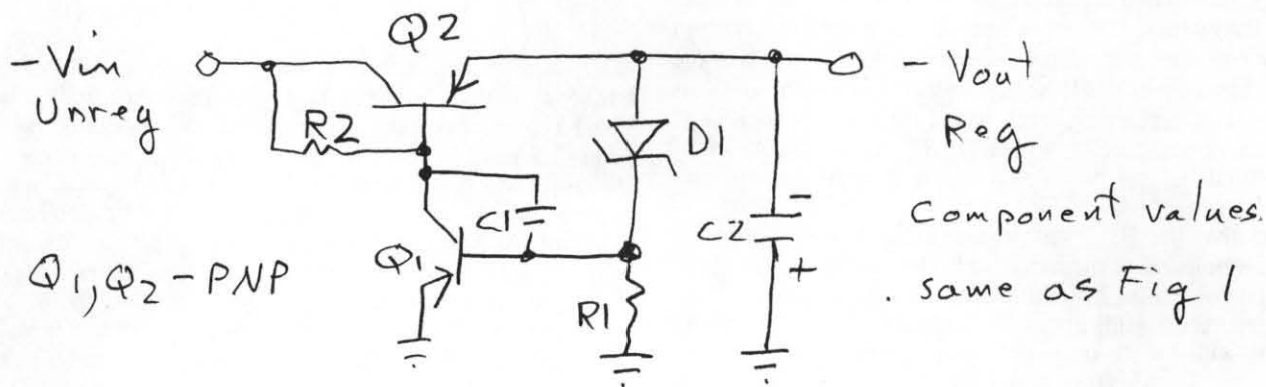 Q2
- Vin
Unreg
R2
D1
- Vout
Reg
C1
C2
-
+
Component values.
same as Fig 1
Q1
Q1, Q2 - PNP
R1